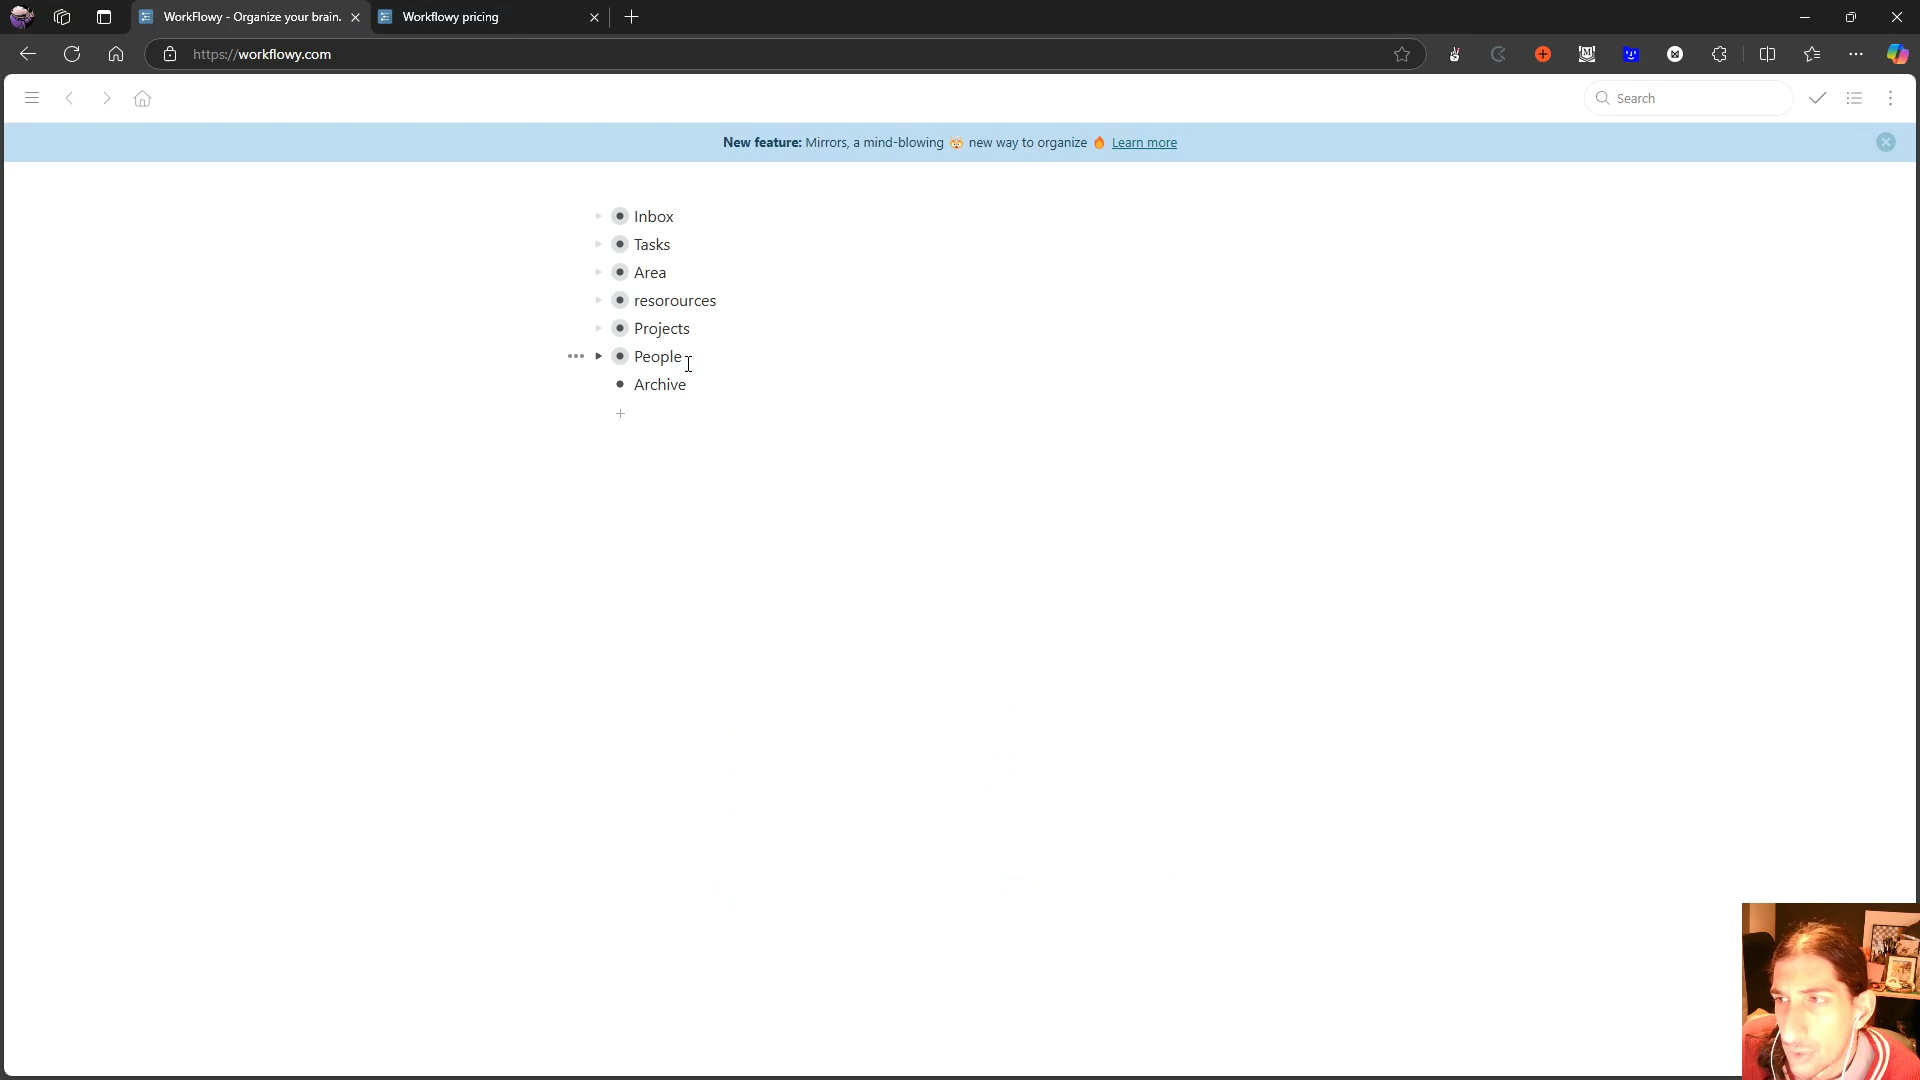 WorkFlowy - Organize your brain.
Workflowy pricing
https://workflowy.com
Search
New feature: Mirrors, a mind-blowing 🤯 new way to organize 🔥 Learn more
Inbox
Tasks
Area
resorources
Projects
People
Archive